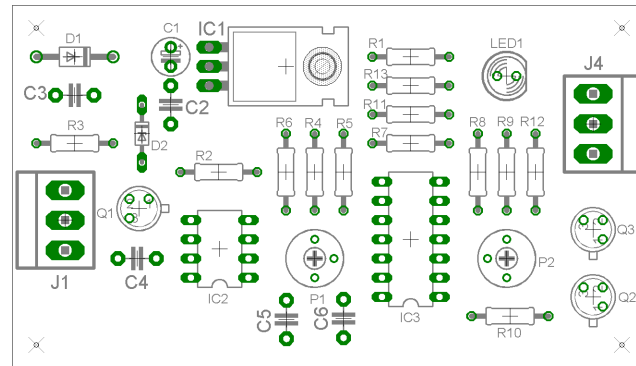 D1
C1
IC1
R1
LED1
J4
R13
C3
C2
R11
R3
D2
R6
R4
R5
R7
R8
R9
R12
R2
Q1
Q3
J1
C4
IC2
P1
IC3
P2
Q2
C5
C6
R10